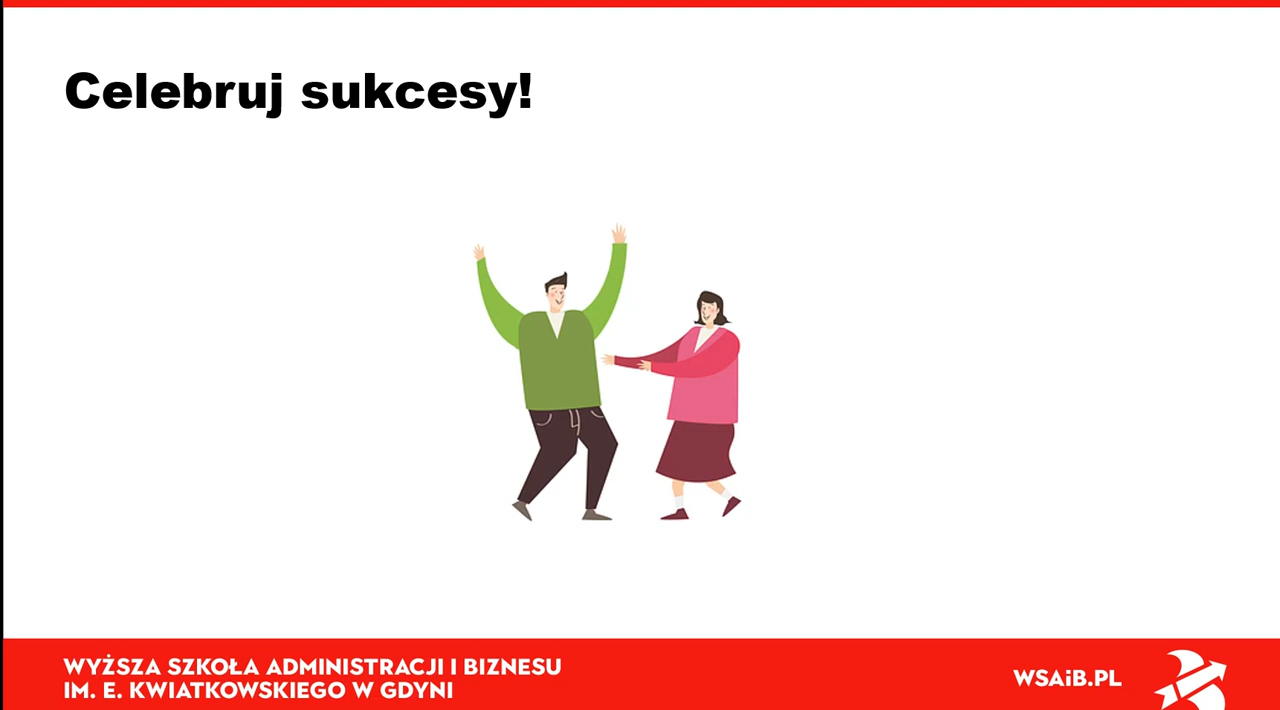 Celebruj sukcesy!
WYŻSZA SZKOŁA ADMINISTRACJI I BIZNESU
IM. E. KWIATKOWSKIEGO W GDYNI
WSAiB.PL